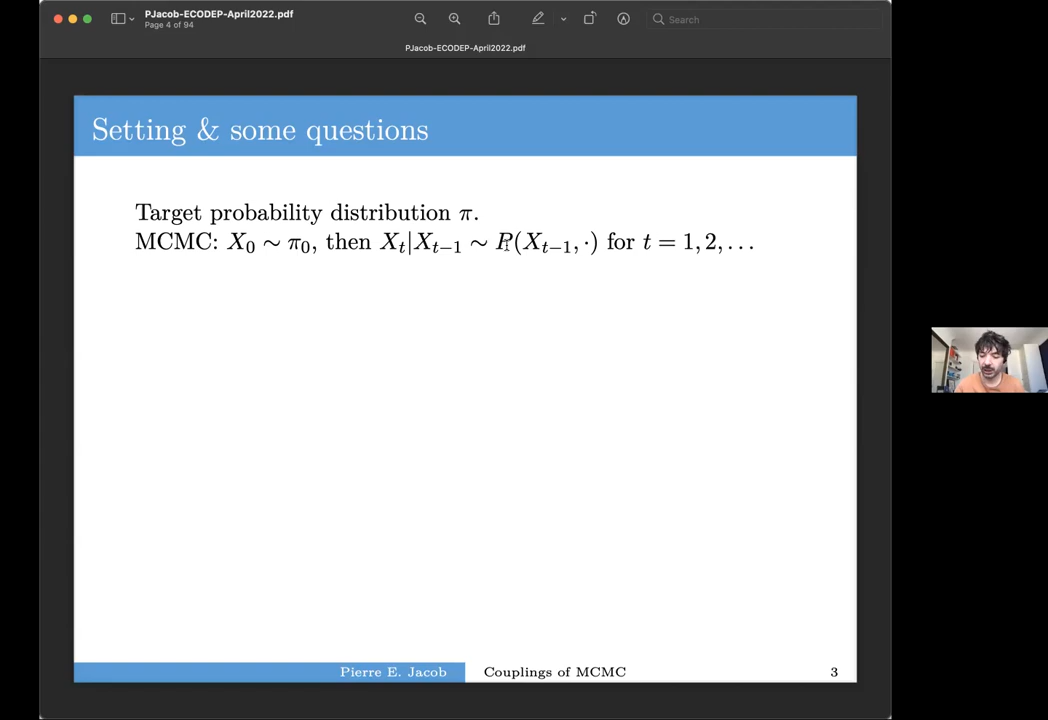 PJacob-ECODEP-April2022.pdf
Page 4 of 94
Search
PJacob-ECODEP-April2022.pdf
Setting & some questions
Target probability distribution π.
MCMC: X₀ ∼ π₀, then Xₜ|Xₜ₋₁ ∼ P(Xₜ₋₁, ·) for t = 1, 2, . . .
Pierre E. Jacob Couplings of MCMC 3